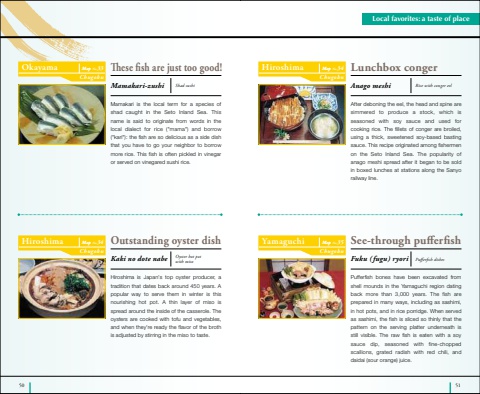 Local favorites: a taste of place
Okayama
Map
Chugoku
These fish are just too good!
Mamakari-zushi
Shad sushi
Mamakari is the local term for a species of
shad caught in the Seto Inland Sea. This
name is said to originate from words in the
local dialect for rice ("mama") and borrow
("kari"): the fish are so delicious as a side dish
that you have to go your neighbor to borrow
more rice. This fish is often pickled in vinegar
or served on vinegared sushi rice.
Hiroshima
Map
Chugoku
Lunchbox conger
Anago meshi
Rice with conger eel
After deboning the eel, the head and spine are
simmered to produce a stock, which is
seasoned with soy sauce and used for
cooking rice. The fillets of conger are broiled,
using a thick, sweetened soy-based basting
sauce. This recipe originated among fishermen
on the Seto Inland Sea. The popularity of
anago meshi spread after it began to be sold
in boxed lunches at stations along the Sanyo
railway line.
Hiroshima
Map
Chugoku
Outstanding oyster dish
Kaki no dote nabe
Oyster hot pot
with miso
Hiroshima is Japan's top oyster producer, a
tradition that dates back around 450 years. A
popular way to serve them in winter is this
nourishing hot pot. A thin layer of miso is
spread around the inside of the casserole. The
oysters are cooked with tofu and vegetables,
and when they're ready the flavor of the broth
is adjusted by stirring in the miso to taste.
Yamaguchi
Map
Chugoku
See-through pufferfish
Fuku (fugu) ryori
Pufferfish dishes
Pufferfish bones have been excavated from
shell mounds in the Yamaguchi region dating
back more than 3,000 years. The fish are
prepared in many ways, including as sashimi,
in hot pots, and in rice porridge. When served
as sashimi, the fish is sliced so thinly that the
pattern on the serving platter underneath is
still visible. The raw fish is eaten with a soy
sauce dip, seasoned with fine-chopped
scallions, grated radish with red chili, and
daidai (sour orange) juice.
50
51